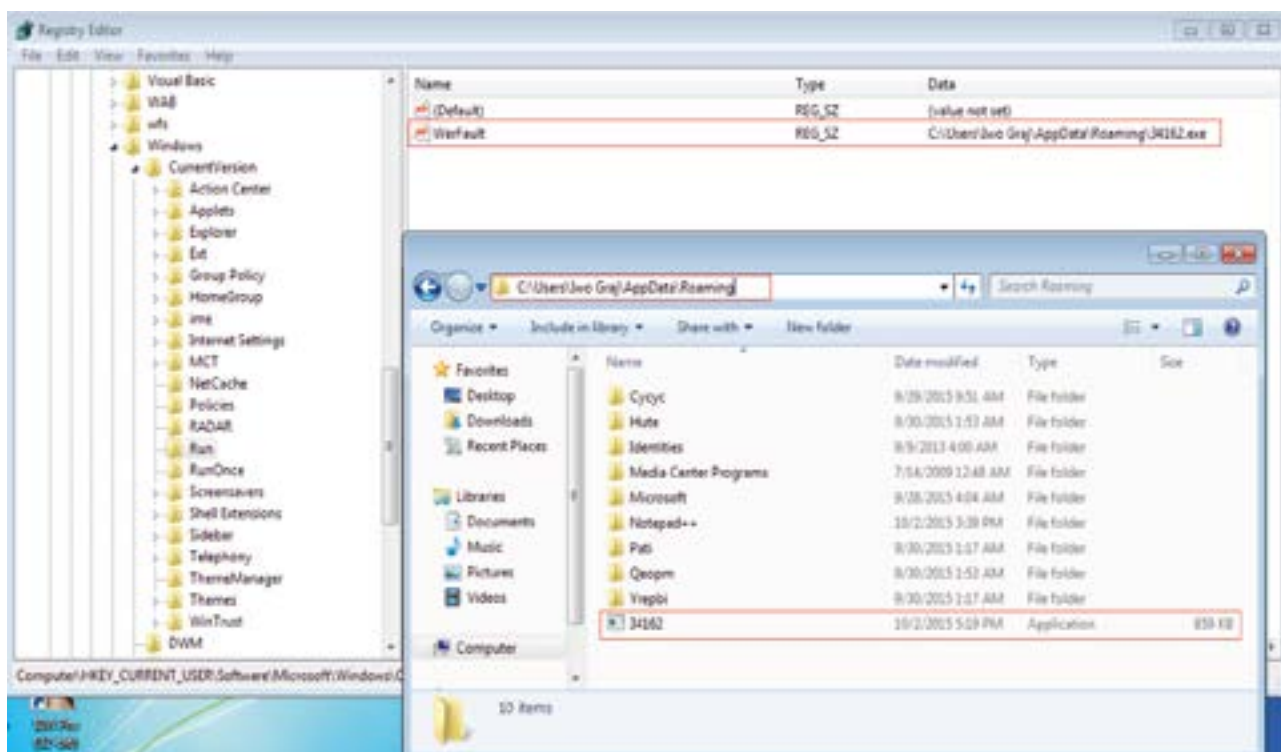 Registry Editor
File Edit View Favorites Help
Visual Basic
WAB
wfs
Windows
CurrentVersion
Action Center
Applets
Explorer
Ext
Group Policy
HomeGroup
ime
Internet Settings
MCT
NetCache
Policies
RADAR
Run
RunOnce
Screensavers
Shell Extensions
Sidebar
Telephony
ThemeManager
Themes
WinTrust
DWM
Name Type Data
(Default) REG_SZ (value not set)
WerFault REG_SZ C:\Users\Iwo Graj\AppData\Roaming\34162.exe
C:\Users\Iwo Graj\AppData\Roaming
Search Roaming
Organize Include in library Share with New folder
Favorites
Desktop
Downloads
Recent Places
Libraries
Documents
Music
Pictures
Videos
Computer
Name Date modified Type Size
Cycyc 9/29/2015 9:51 AM File folder
Hute 9/30/2015 1:53 AM File folder
Identities 8/9/2013 4:00 AM File folder
Media Center Programs 7/14/2009 12:48 AM File folder
Microsoft 9/28/2015 4:04 AM File folder
Notepad++ 10/2/2015 3:39 PM File folder
Pati 9/30/2015 1:17 AM File folder
Qeopm 9/30/2015 1:53 AM File folder
Yrepbi 9/30/2015 1:17 AM File folder
34162 10/2/2015 5:19 PM Application 859 KB
10 items
Computer\HKEY_CURRENT_USER\Software\Microsoft\Windows\C